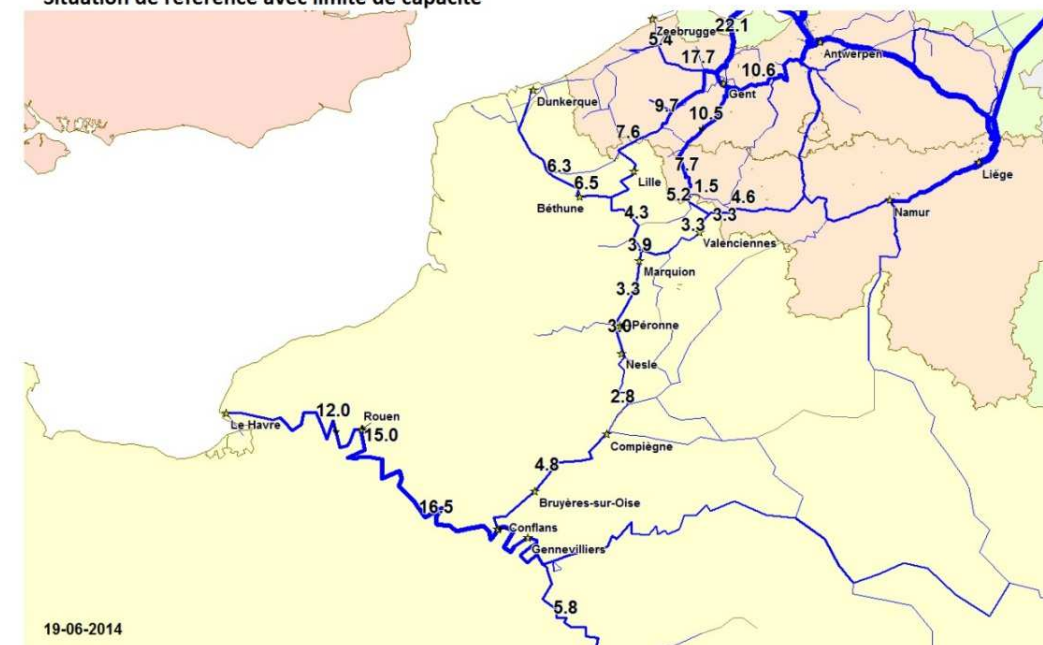 Situation de référence avec limite de capacité
Zeebrugge
22.1
5.4
Antwerpen
17.7
10.6
Gent
Dunkerque
9.7
10.5
7.6
7.7
6.3
Liége
Lille
6.5
1.5
5.2
4.6
Béthune
Namur
4.3
3.3
3.3
Valenciennes
3.9
Marquion
3.3
3.0
Péronne
Nesle
2.8
12.0
Rouen
Le Havre
15.0
Compiègne
4.8
Bruyères-sur-Oise
16.5
Conflans
Gennevilliers
5.8
19-06-2014